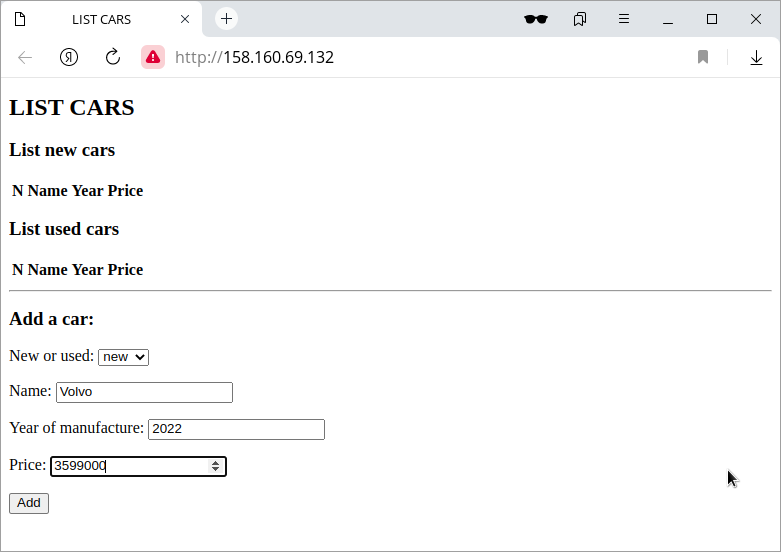 LIST CARS
Я http://158.160.69.132
LIST CARS
List new cars
N Name Year Price
List used cars
N Name Year Price
Add a car:
New or used: new
Name: Volvo
Year of manufacture: 2022
Price: 3599000
Add